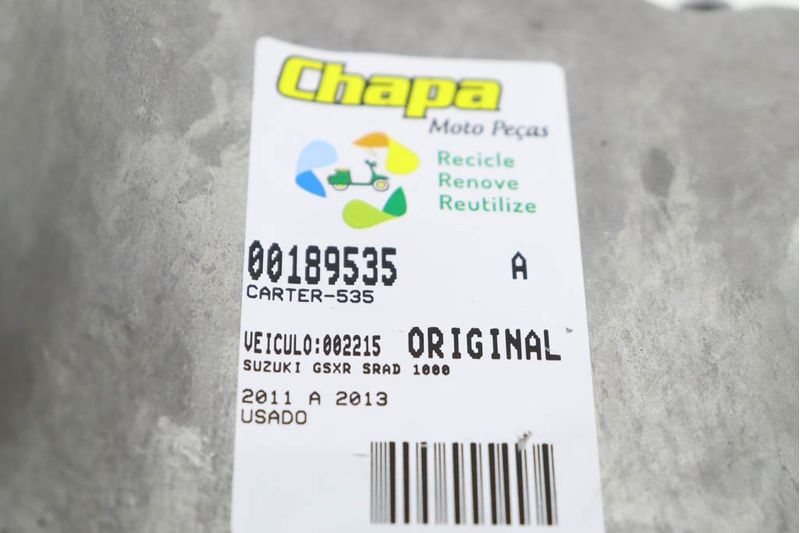 Chapa
Moto Peças
Recicle
Renove
Reutilize
00189535 A
CARTER-535
VEICULO:002215 ORIGINAL
SUZUKI GSXR SRAD 1000
2011 A 2013
USADO